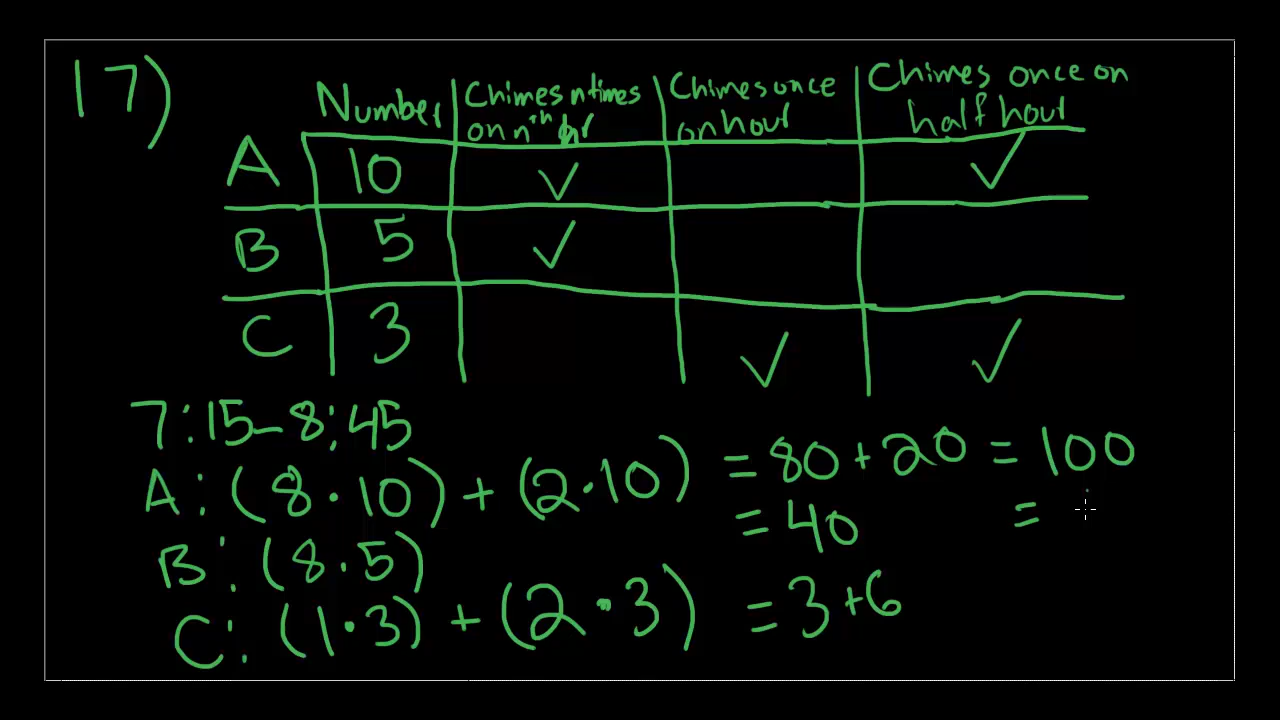 17)
Number Chimes n times on nth hr Chimes once on hour Chimes once on half hour
A 10 ✓ ✓
B 5 ✓
C 3 ✓ ✓
7:15-8:45
A: (8·10) + (2·10) = 80 + 20 = 100
B: (8·5) = 40 =
C: (1·3) + (2·3) = 3 + 6